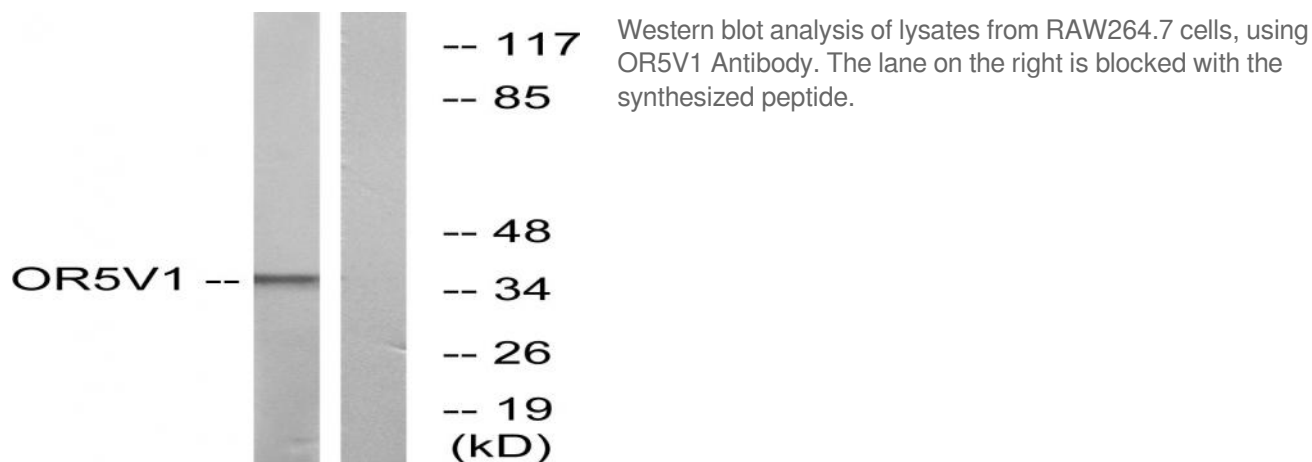 -- 117
-- 85
-- 48
OR5V1 --
-- 34
-- 26
-- 19
(kD)
Western blot analysis of lysates from RAW264.7 cells, using
OR5V1 Antibody. The lane on the right is blocked with the
synthesized peptide.